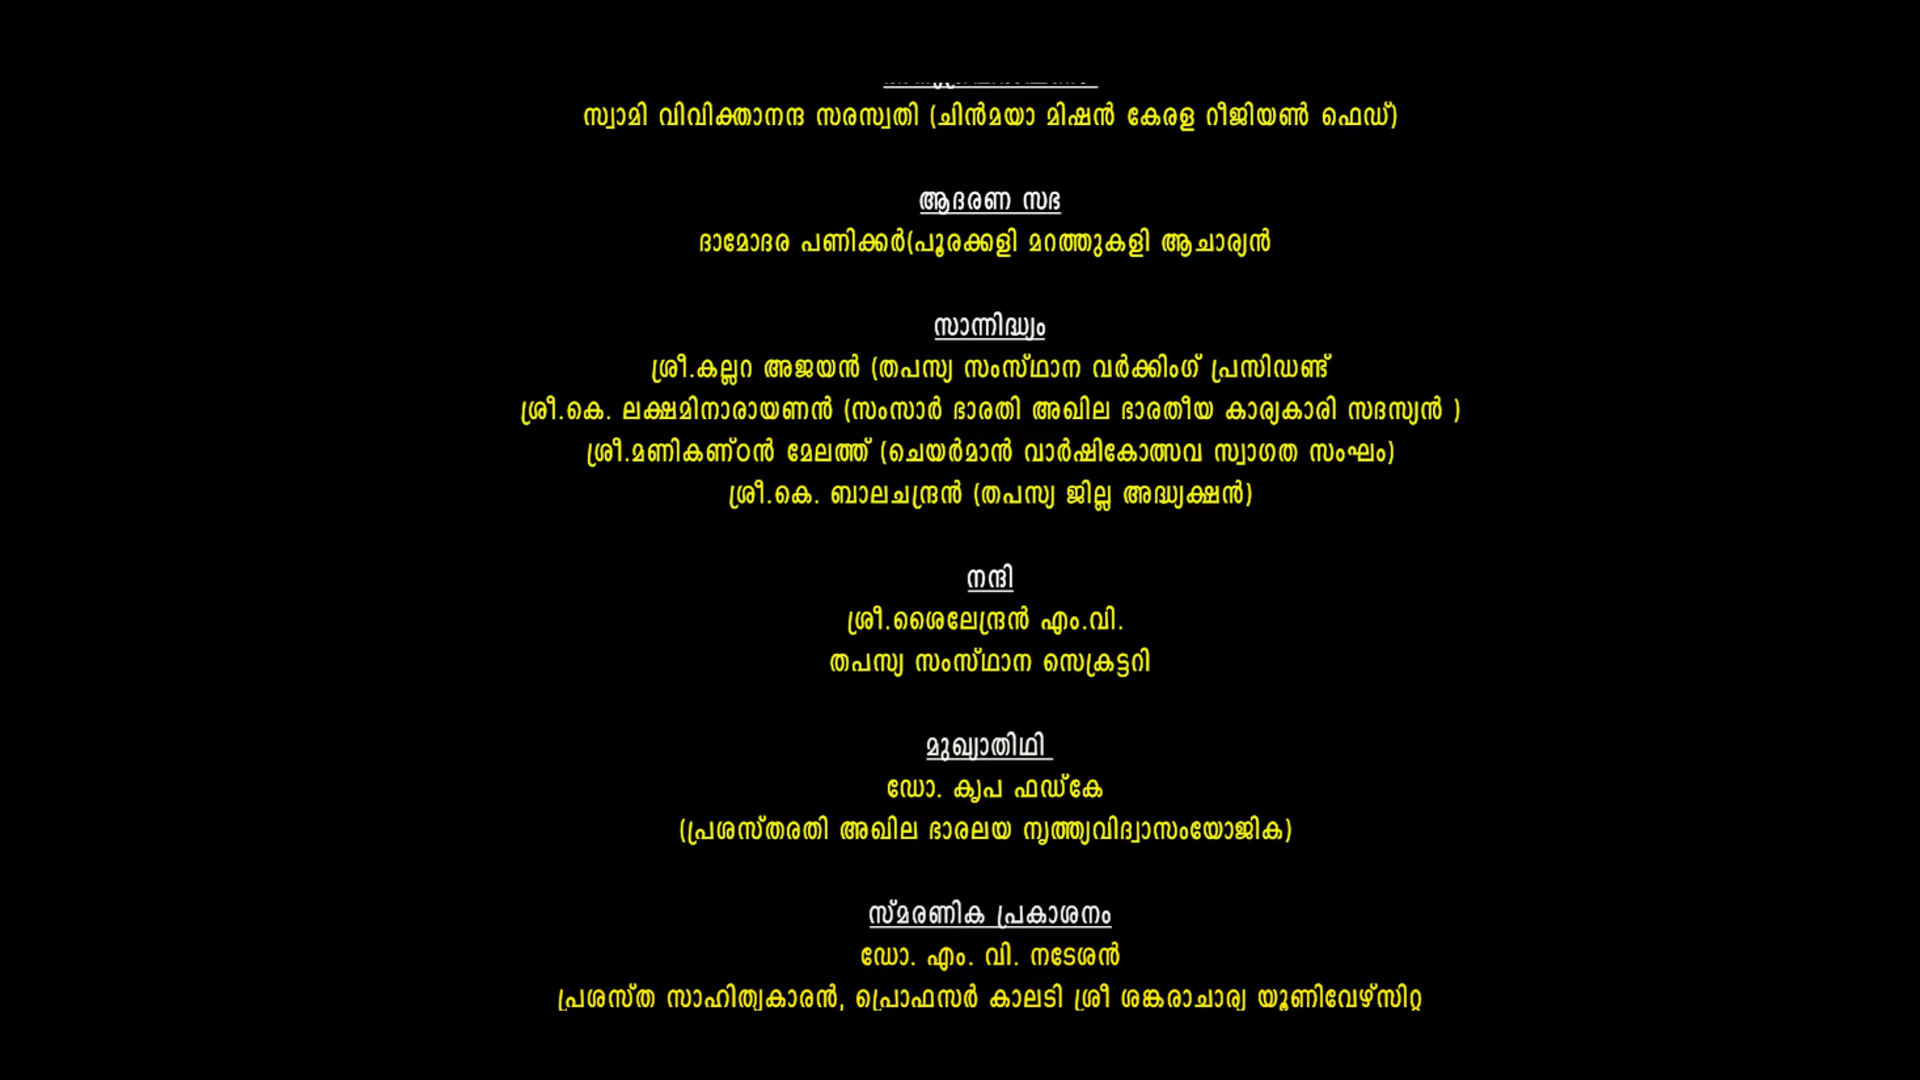 സ്വാമി വിവിക്താനന്ദ സരസ്വതി (ചിൻമയാ മിഷൻ കേരള റീജിയൺ ഫെഡ്)
ആദരണ സഭ
ദാമോദര പണിക്കർ(പൂരക്കളി മറത്തുകളി ആചാര്യൻ
സാന്നിദ്ധ്യം
ശ്രീ.കല്ലറ അജയൻ (തപസ്യ സംസ്ഥാന വർക്കിംഗ് പ്രസിഡണ്ട്
ശ്രീ.കെ. ലക്ഷമിനാരായണൻ (സംസാർ ഭാരതി അഖില ഭാരതീയ കാര്യകാരി സദസ്യൻ )
ശ്രീ.മണികണ്ഠൻ മേലത്ത് (ചെയർമാൻ വാർഷികോത്സവ സ്വാഗത സംഘം)
ശ്രീ.കെ. ബാലചന്ദ്രൻ (തപസ്യ ജില്ല അദ്ധ്യക്ഷൻ)
നന്ദി
ശ്രീ.ശൈലേന്ദ്രൻ എം.വി.
തപസ്യ സംസ്ഥാന സെക്രട്ടറി
മുഖ്യാതിഥി
ഡോ. കൃപ ഫഡ്കേ
(പ്രശസ്തരതി അഖില ഭാരലയ നൃത്ത്യവിദ്വാസംയോജിക)
സ്മരണിക പ്രകാശനം
ഡോ. എം. വി. നടേശൻ
പ്രശസ്ത സാഹിത്വകാരൻ, പ്രൊഫസർ കാലടി ശ്രീ ശങ്കരാചാര്വ യൂണിവേഴ്സിറ്റ